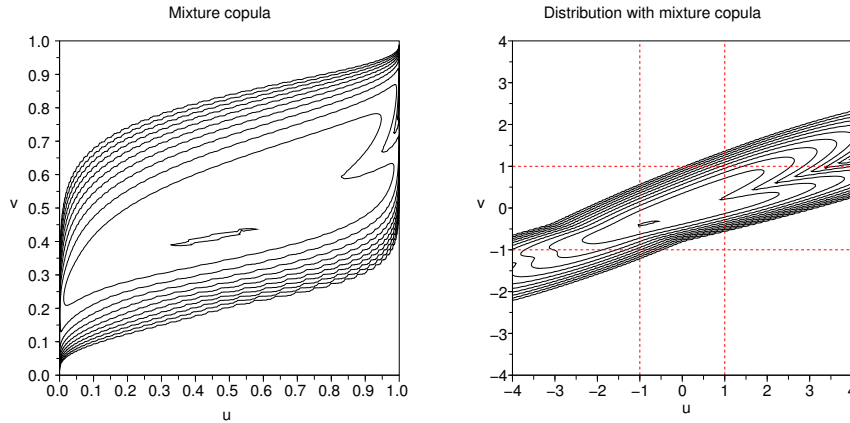 Mixture copula
1.0
0.9
0.8
0.7
0.6
v 0.5
0.4
0.3
0.2
0.1
0.0
0.0 0.1 0.2 0.3 0.4 0.5 0.6 0.7 0.8 0.9 1.0
u
Distribution with mixture copula
4
3
2
1
v 0
−1
−2
−3
−4
−4 −3 −2 −1 0 1 2 3 4
u